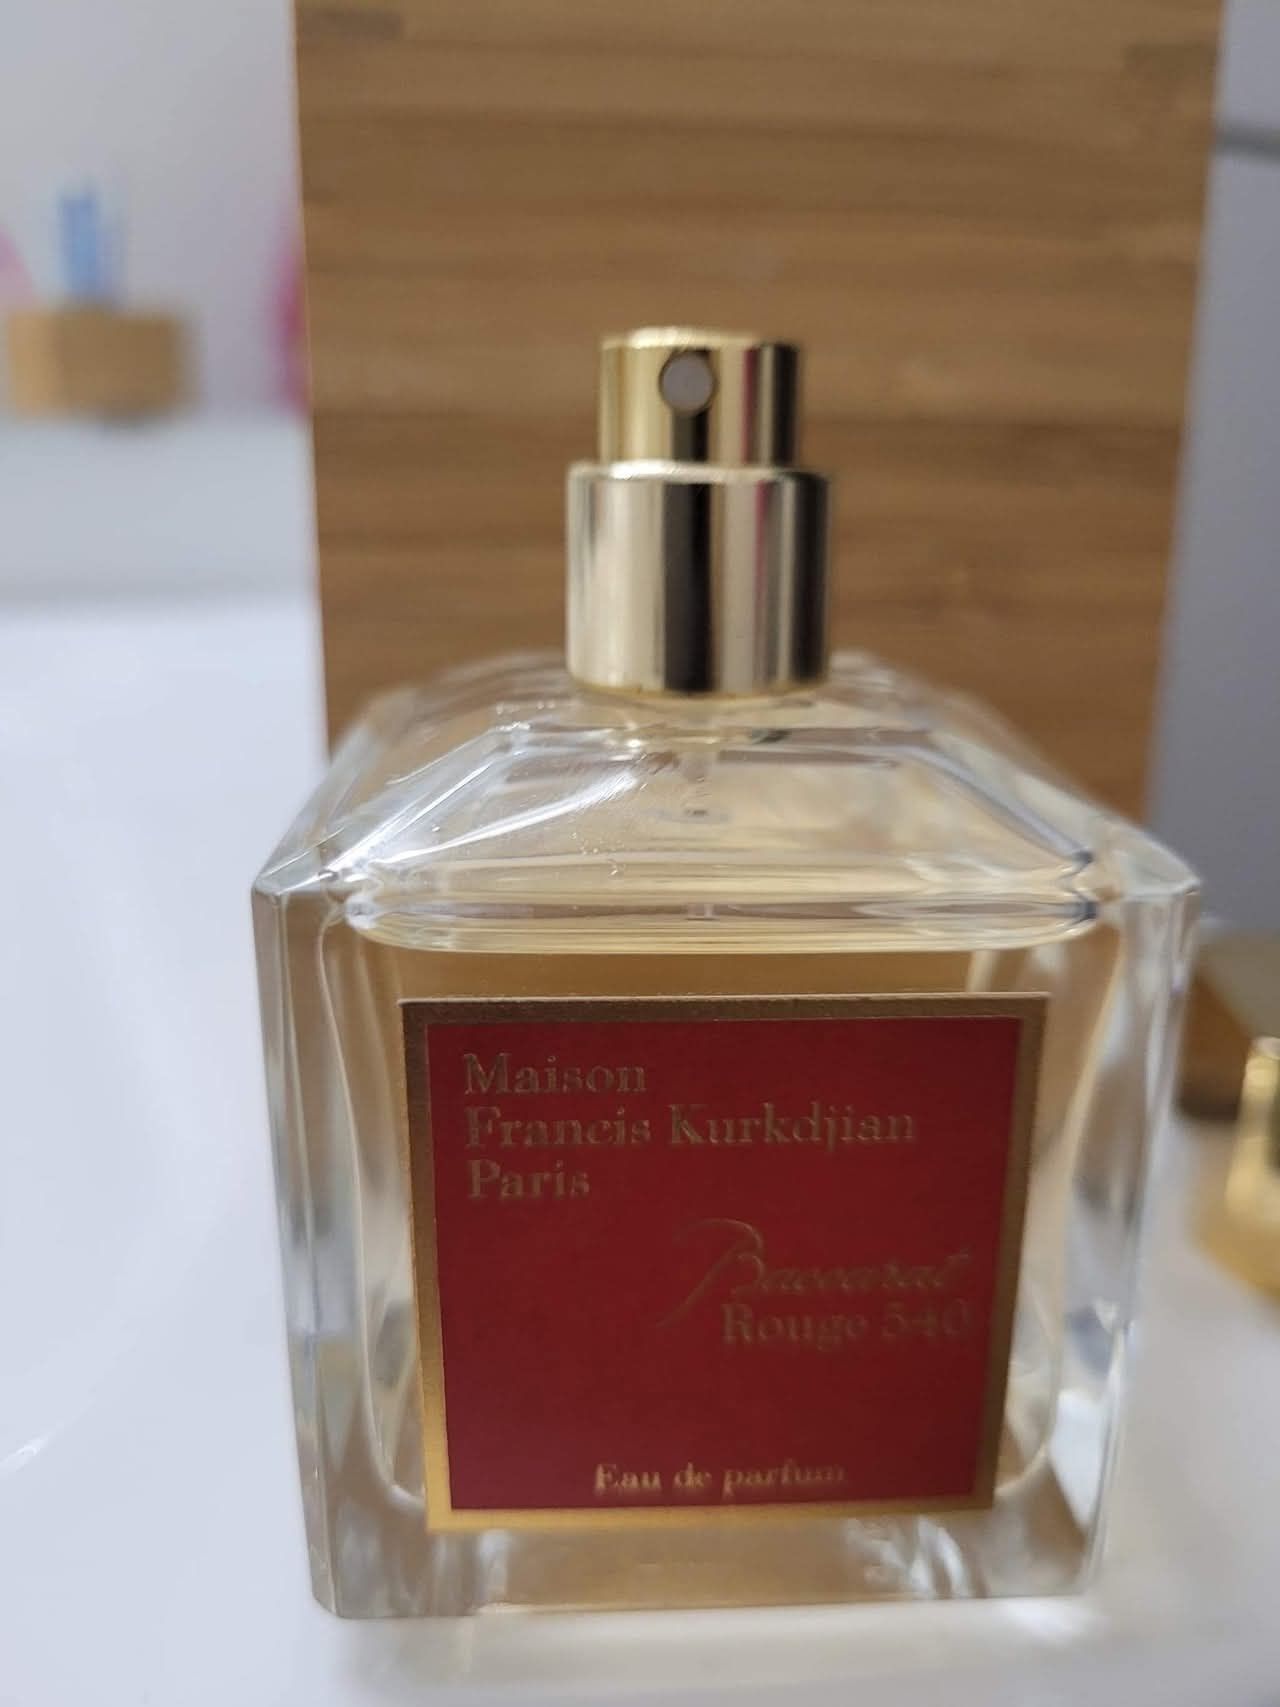 Maison
Francis Kurkdjian
Paris
Baccarat
Rouge 540
Eau de parfum